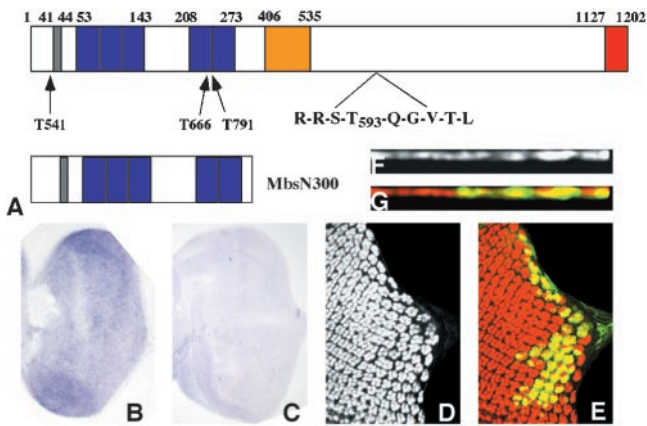 1 41 44 53 143 208 273 406 535 1127 1202
T541 T666 T791 R-R-S-T593-Q-G-V-T-L
MbsN300
A
F
G
B C D E